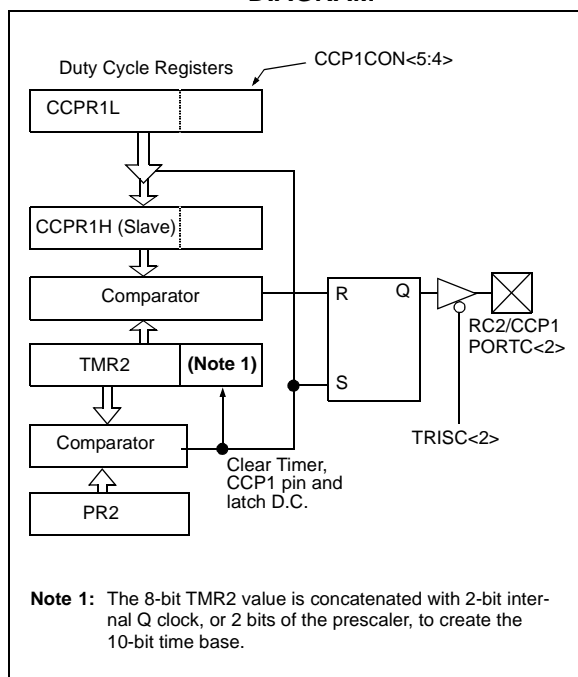 DIAGRAM
Duty Cycle Registers
CCP1CON<5:4>
CCPR1L
CCPR1H (Slave)
Comparator
R
Q
RC2/CCP1
PORTC<2>
TMR2
(Note 1)
S
TRISC<2>
Comparator
Clear Timer,
CCP1 pin and
latch D.C.
PR2
Note 1: The 8-bit TMR2 value is concatenated with 2-bit inter-
nal Q clock, or 2 bits of the prescaler, to create the
10-bit time base.